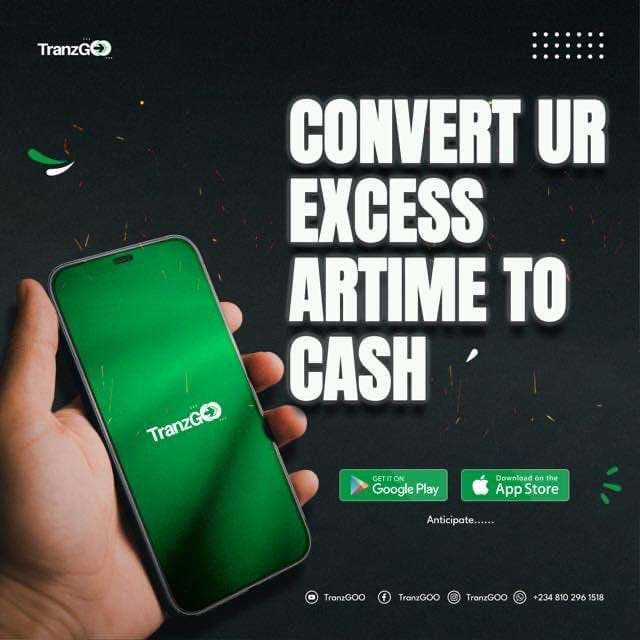 TranzGO
CONVERT UR
EXCESS
ARTIME TO
CASH
TranzGO
GET IT ON
Google Play
Download on the
App Store
Anticipate......
TranzGOO TranzGOO TranzGOO +234 810 296 1518